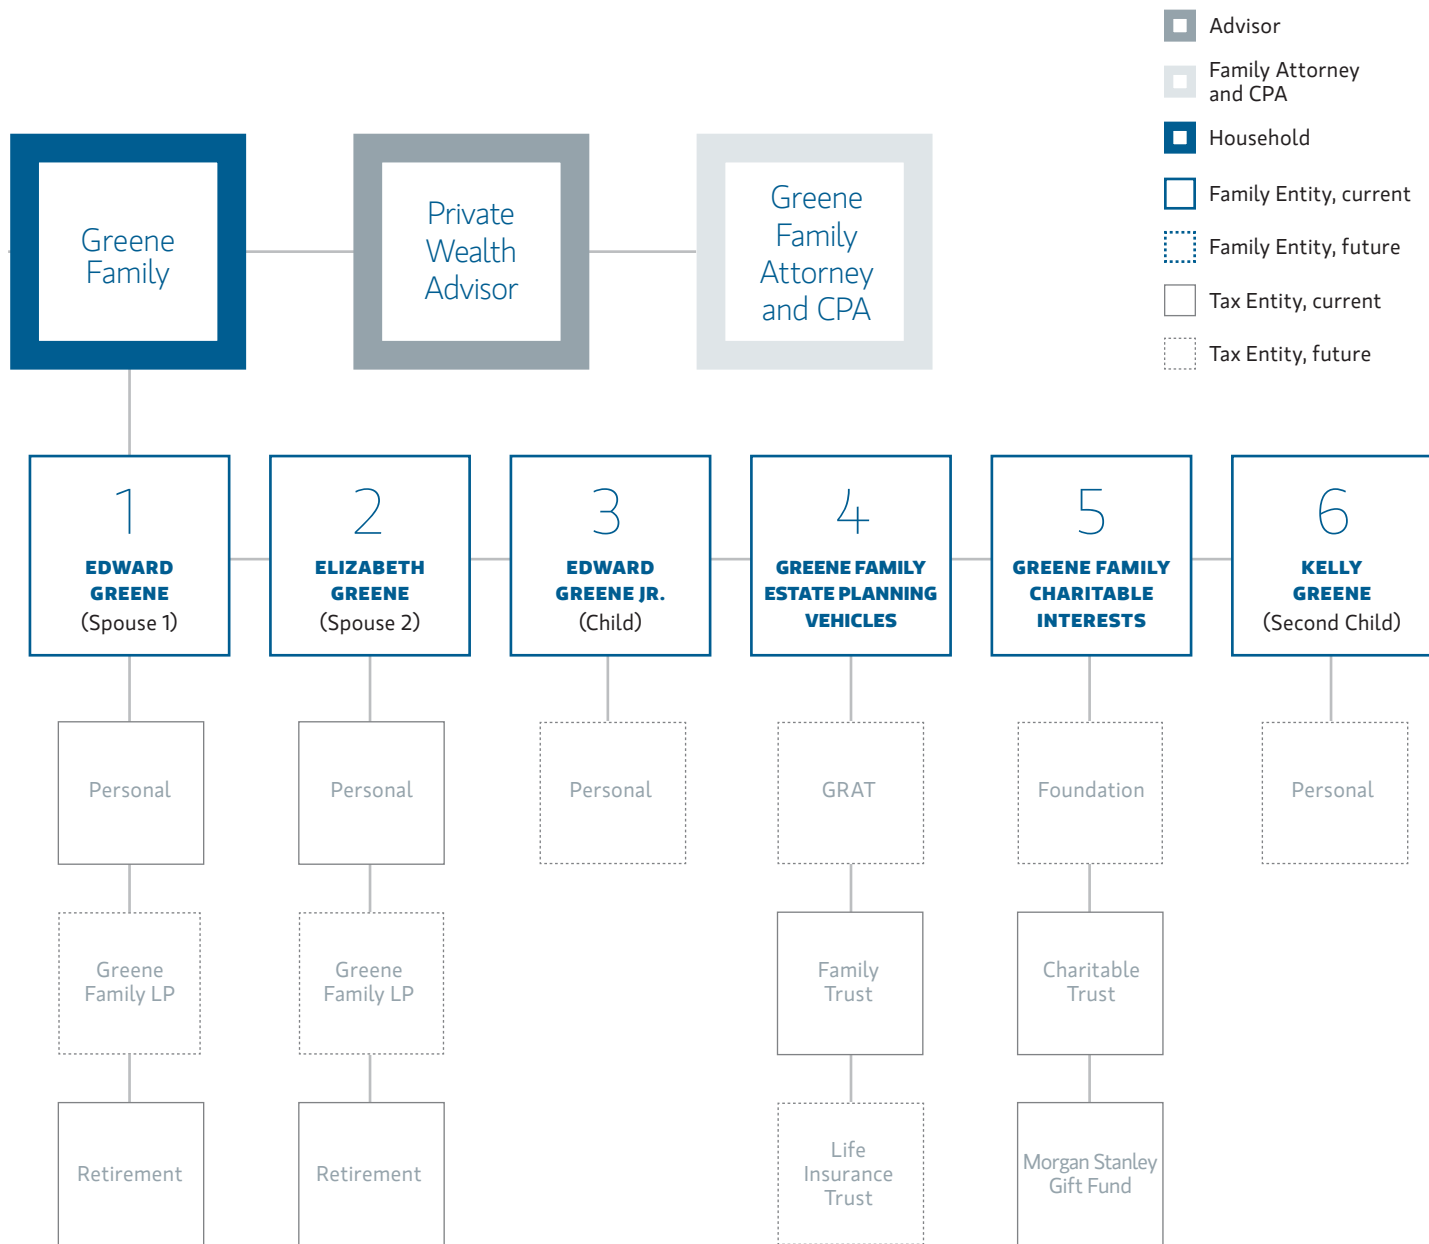 Advisor
Family Attorney
and CPA
Household
Family Entity, current
Family Entity, future
Tax Entity, current
Tax Entity, future
Greene
Family
Private
Wealth
Advisor
Greene
Family
Attorney
and CPA
1
EDWARD
GREENE
(Spouse 1)
2
ELIZABETH
GREENE
(Spouse 2)
3
EDWARD
GREENE JR.
(Child)
4
GREENE FAMILY
ESTATE PLANNING
VEHICLES
5
GREENE FAMILY
CHARITABLE
INTERESTS
6
KELLY
GREENE
(Second Child)
Personal
Personal
Personal
GRAT
Foundation
Personal
Greene
Family LP
Greene
Family LP
Family
Trust
Charitable
Trust
Retirement
Retirement
Life
Insurance
Trust
Morgan Stanley
Gift Fund